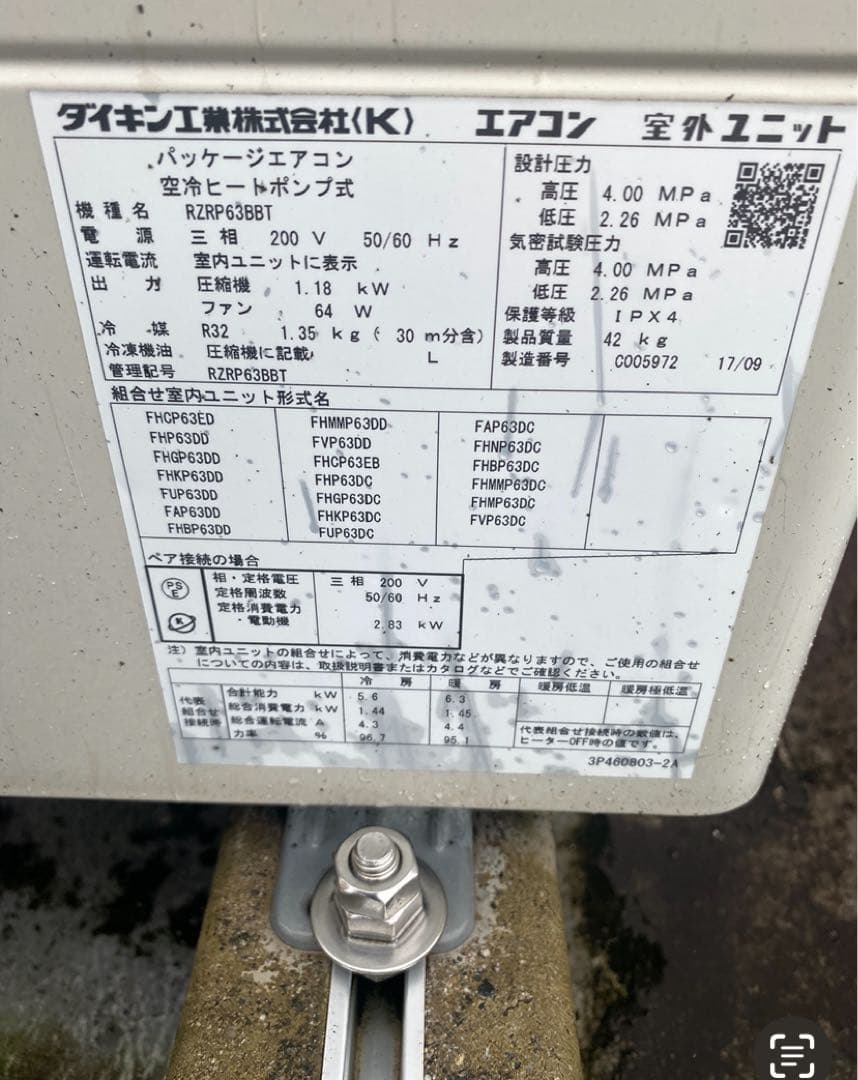 ダイキン工業株式会社〈K〉 エアコン 室外ユニット
パッケージエアコン
空冷ヒートポンプ式
機種名 RZRP63BBT
電源 三相 200 V 50/60 Hz
運転電流 室内ユニットに表示
出力 圧縮機 1.18 kW
ファン 64 W
冷媒 R32 1.35 kg ( 30 m分含)
冷凍機油 圧縮機に記載 L
管理記号 RZRP63BBT
設計圧力
高圧 4.00 MPa
低圧 2.26 MPa
気密試験圧力
高圧 4.00 MPa
低圧 2.26 MPa
保護等級 IPX4
製品質量 42 kg
製造番号 C005972 17/09
組合せ室内ユニット形式名
FHCP63ED
FHP63DD
FHGP63DD
FHKP63DD
FUP63DD
FAP63DD
FHBP63DD
FHMMP63DD
FVP63DD
FHCP63EB
FHP63DC
FHGP63DC
FHKP63DC
FUP63DC
FAP63DC
FHNP63DC
FHBP63DC
FHMMP63DC
FHMP63DC
FVP63DC
ペア接続の場合
PS
E
相・定格電圧 三相 200 V
定格周波数 50/60 Hz
定格消費電力
・電動機 2.83 kW
注) 室内ユニットの組合せによって、消費電力などが異なりますので、ご使用の組合せ
についての内容は、取扱説明書またはカタログなどでご確認ください。
冷房 暖房 暖房低温 暖房極低温
代表
組合せ
接続時
合計能力 kW 5.6 6.3
総合消費電力 kW 1.44 1.45
総合運転電流 A 4.3 4.4
力率 % 96.7 95.1
代表組合せ接続時の数値は、
ヒーターOFF時の値です。
3P460803-2A